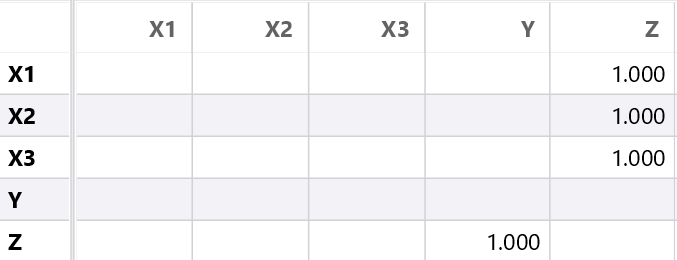 X1 X2 X3 Y Z
X1 1.000
X2 1.000
X3 1.000
Y
Z 1.000